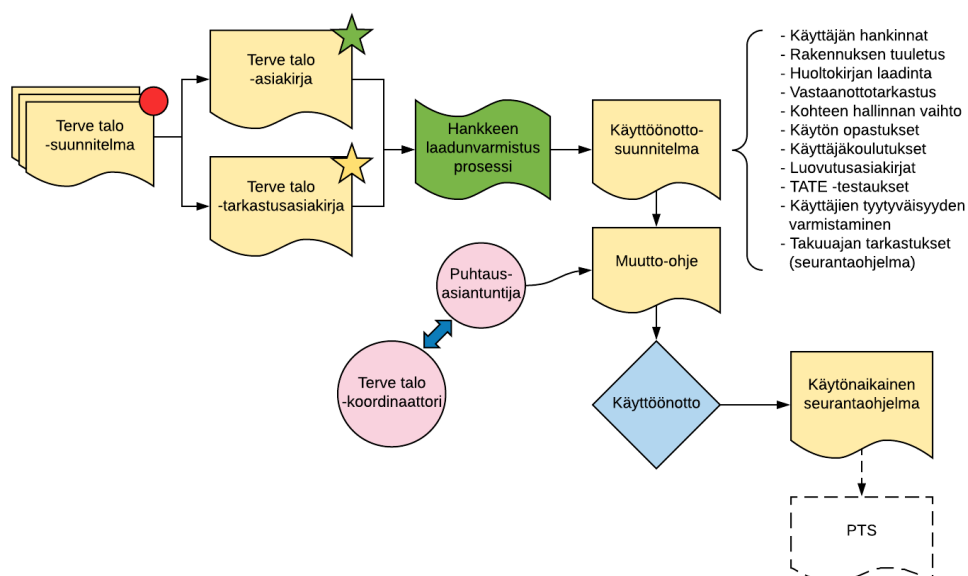 Terve talo
-suunnitelma
Terve talo
-asiakirja
Terve talo
-tarkastusasiakirja
Hankkeen
laadunvarmistus
prosessi
Käyttöönotto-
suunnitelma
- Käyttäjän hankinnat
- Rakennuksen tuuletus
- Huoltokirjan laadinta
- Vastaanottotarkastus
- Kohteen hallinnan vaihto
- Käytön opastukset
- Käyttäjäkoulutukset
- Luovutusasiakirjat
- TATE -testaukset
- Käyttäjien tyytyväisyyden
varmistaminen
- Takuuajan tarkastukset
(seurantaohjelma)
Muutto-ohje
Puhtaus-
asiantuntija
Terve talo
-koordinaattori
Käyttöönotto
Käytönaikainen
seurantaohjelma
PTS